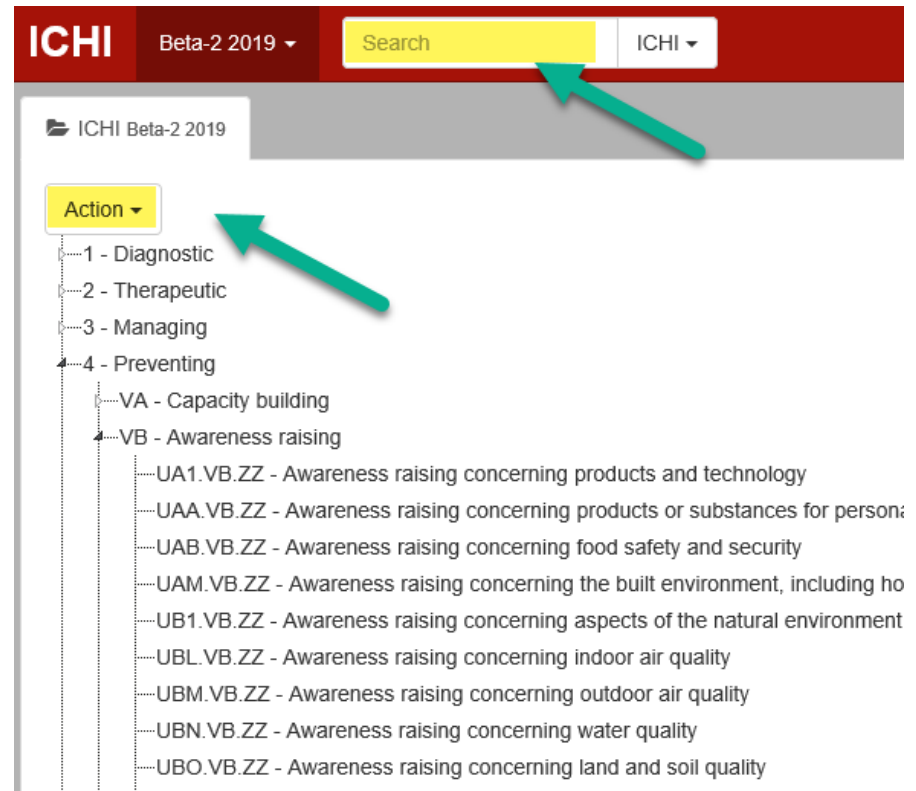 ICHI Beta-2 2019 Search ICHI
ICHI Beta-2 2019
Action
1 - Diagnostic
2 - Therapeutic
3 - Managing
4 - Preventing
VA - Capacity building
VB - Awareness raising
UA1.VB.ZZ - Awareness raising concerning products and technology
UAA.VB.ZZ - Awareness raising concerning products or substances for persona
UAB.VB.ZZ - Awareness raising concerning food safety and security
UAM.VB.ZZ - Awareness raising concerning the built environment, including ho
UB1.VB.ZZ - Awareness raising concerning aspects of the natural environment
UBL.VB.ZZ - Awareness raising concerning indoor air quality
UBM.VB.ZZ - Awareness raising concerning outdoor air quality
UBN.VB.ZZ - Awareness raising concerning water quality
UBO.VB.ZZ - Awareness raising concerning land and soil quality